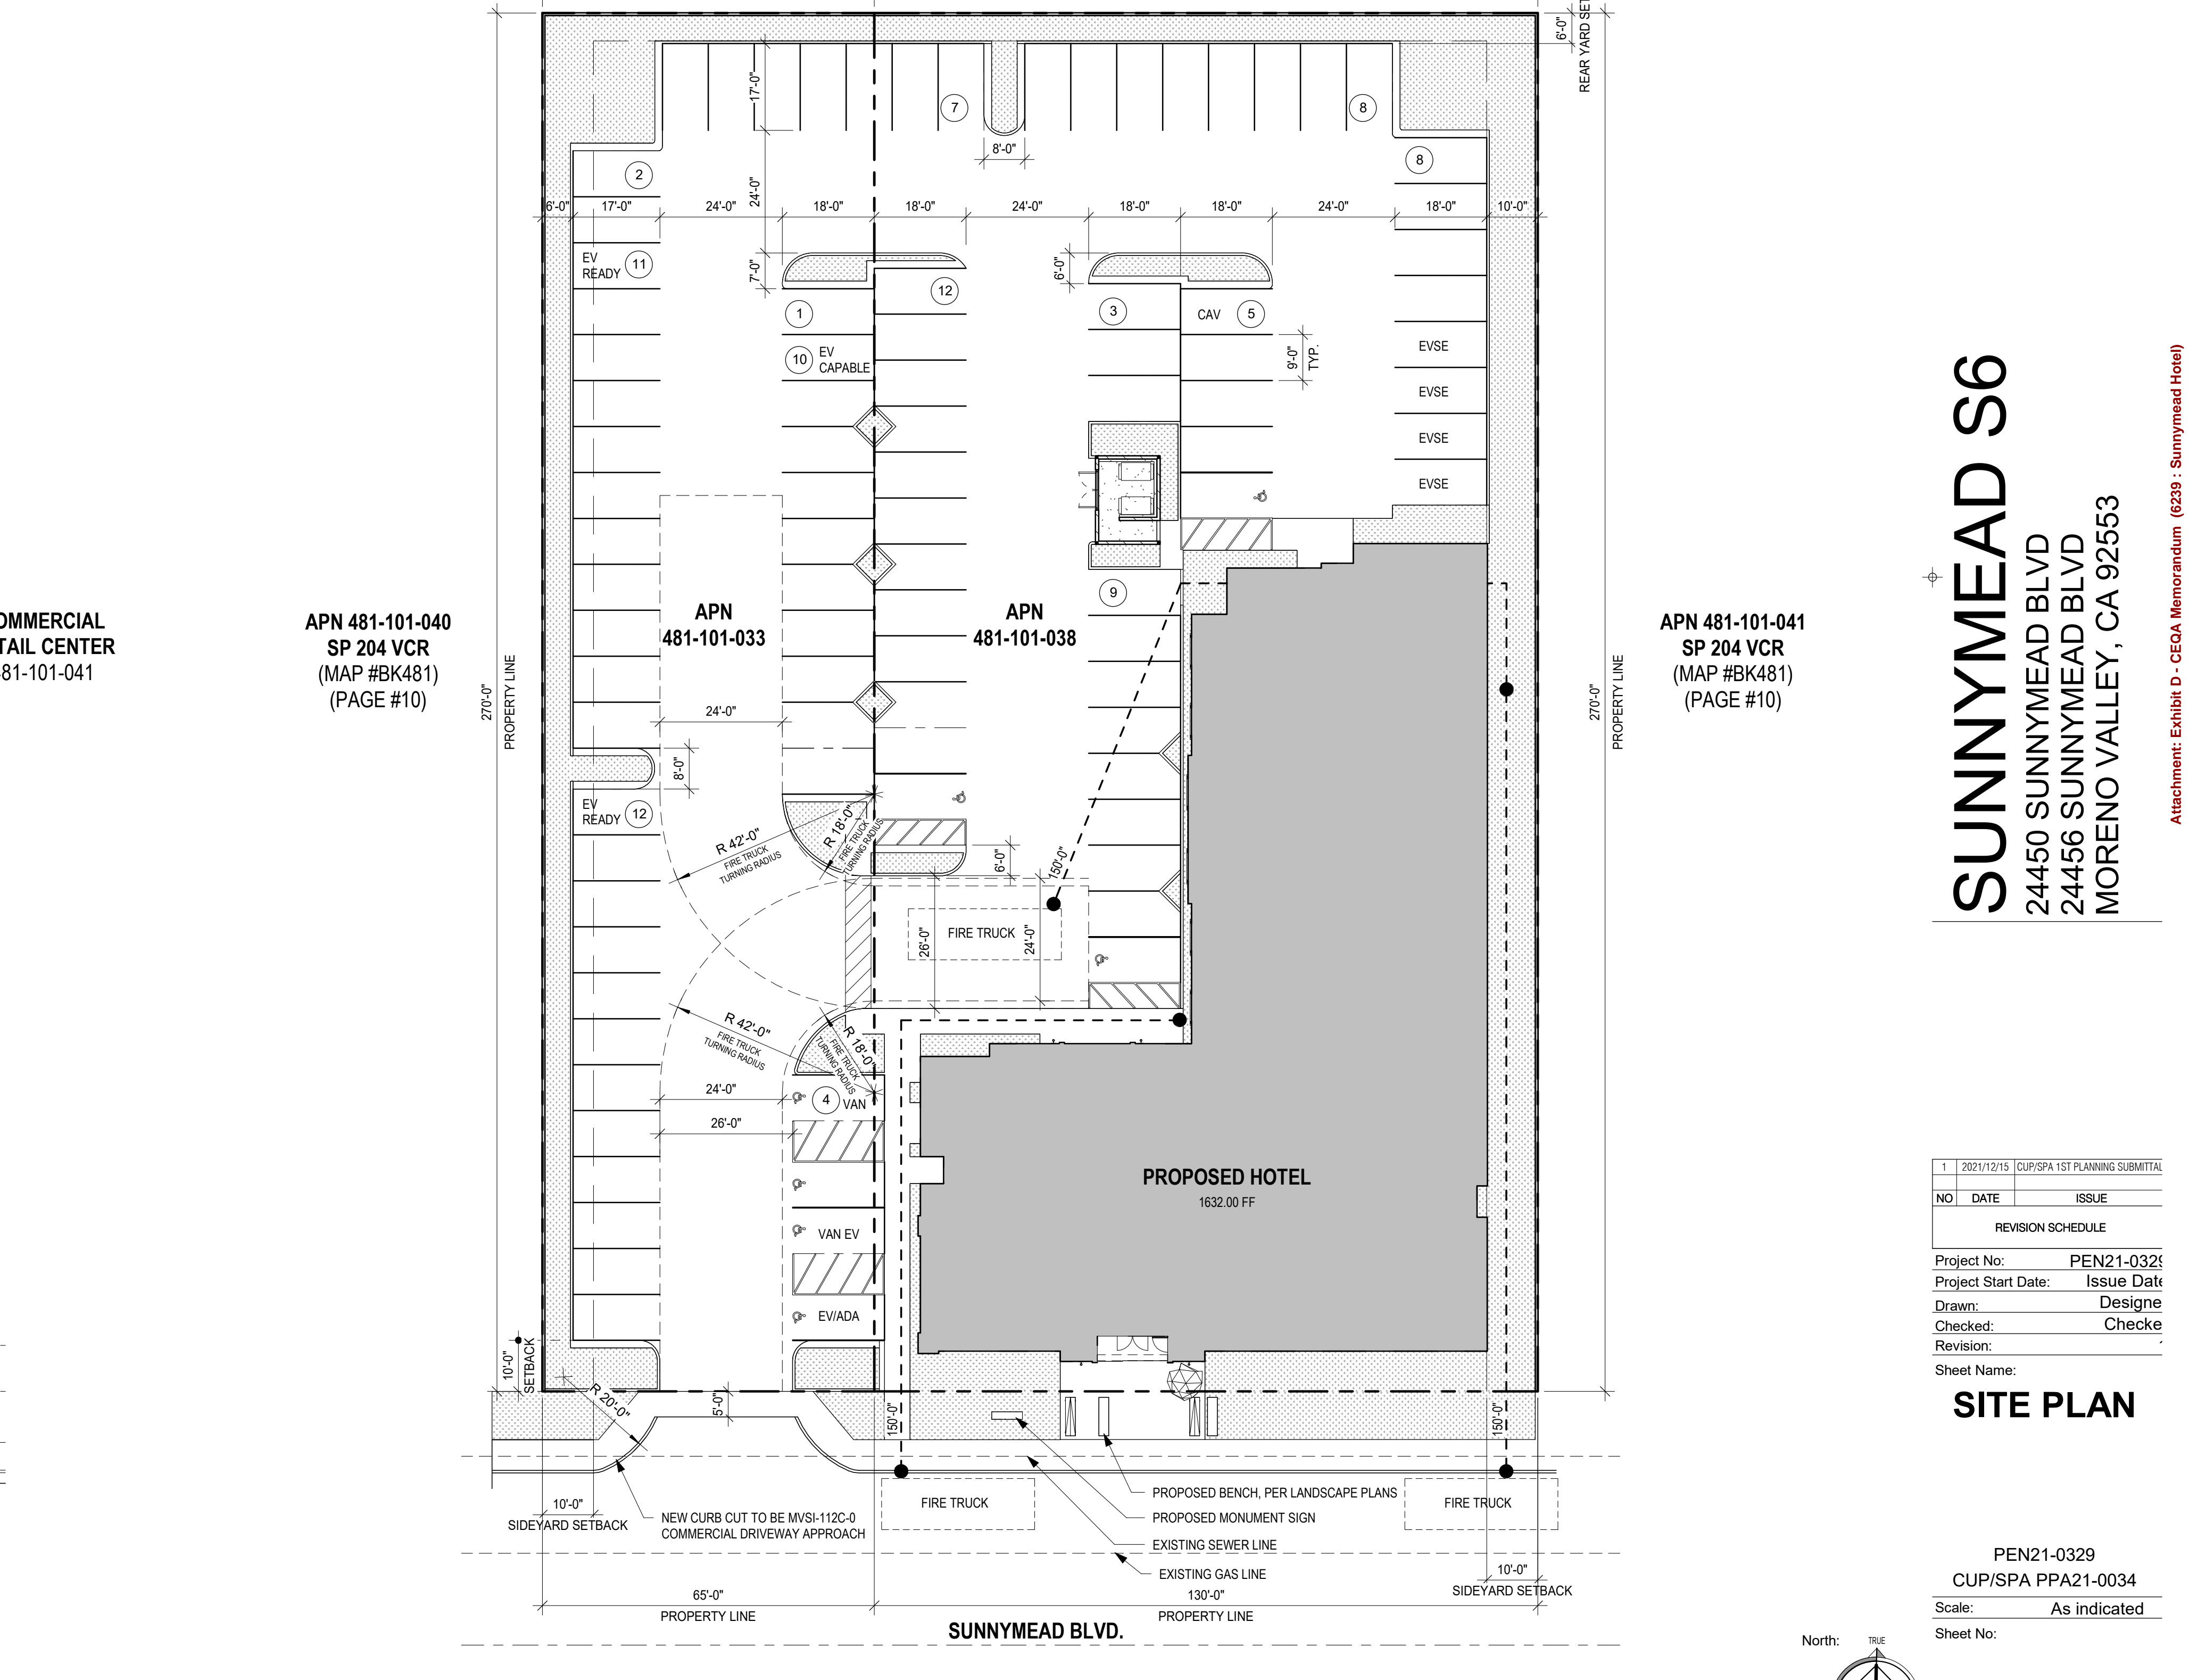 6'-0"
REAR YARD SET
17'-0"
7
8
8'-0"
2
8
24'-0"
6'-0"
17'-0"
24'-0"
18'-0"
18'-0"
24'-0"
18'-0"
18'-0"
24'-0"
18'-0"
10'-0"
EV
READY
11
7'-0"
6'-0"
12
1
3
CAV
5
10
EV
CAPABLE
9'-0"
TYP.
EVSE
EVSE
EVSE
EVSE
OMMERCIAL
TAIL CENTER
81-101-041
APN 481-101-040
SP 204 VCR
(MAP #BK481)
(PAGE #10)
270'-0"
PROPERTY LINE
APN
481-101-033
APN
481-101-038
9
270'-0"
PROPERTY LINE
APN 481-101-041
SP 204 VCR
(MAP #BK481)
(PAGE #10)
24'-0"
8'-0"
EV
READY
12
R 42'-0"
FIRE TRUCK
TURNING RADIUS
R 18'-0"
FIRE TRUCK
TURNING RADIUS
6'-0"
150'-0"
26'-0"
FIRE TRUCK
24'-0"
R 42'-0"
FIRE TRUCK
TURNING RADIUS
R 18'-0"
FIRE TRUCK
TURNING RADIUS
24'-0"
4
VAN
26'-0"
PROPOSED HOTEL
1632.00 FF
VAN EV
EV/ADA
10'-0"
SETBACK
R 20'-0"
5'-0"
150'-0"
150'-0"
10'-0"
SIDEYARD SETBACK
NEW CURB CUT TO BE MVSI-112C-0
COMMERCIAL DRIVEWAY APPROACH
FIRE TRUCK
PROPOSED BENCH, PER LANDSCAPE PLANS
PROPOSED MONUMENT SIGN
EXISTING SEWER LINE
EXISTING GAS LINE
FIRE TRUCK
10'-0"
SIDEYARD SETBACK
65'-0"
PROPERTY LINE
130'-0"
PROPERTY LINE
SUNNYMEAD BLVD.
SUNNYMEAD S6
24450 SUNNYMEAD BLVD
24456 SUNNYMEAD BLVD
MORENO VALLEY, CA 92553
Attachment: Exhibit D - CEQA Memorandum (6239 : Sunnymead Hotel)
1 2021/12/15 CUP/SPA 1ST PLANNING SUBMITTAL
NO DATE ISSUE
REVISION SCHEDULE
Project No: PEN21-0329
Project Start Date: Issue Date
Drawn: Designe
Checked: Checke
Revision:
Sheet Name:
SITE PLAN
PEN21-0329
CUP/SPA PPA21-0034
Scale: As indicated
Sheet No:
North:
TRUE